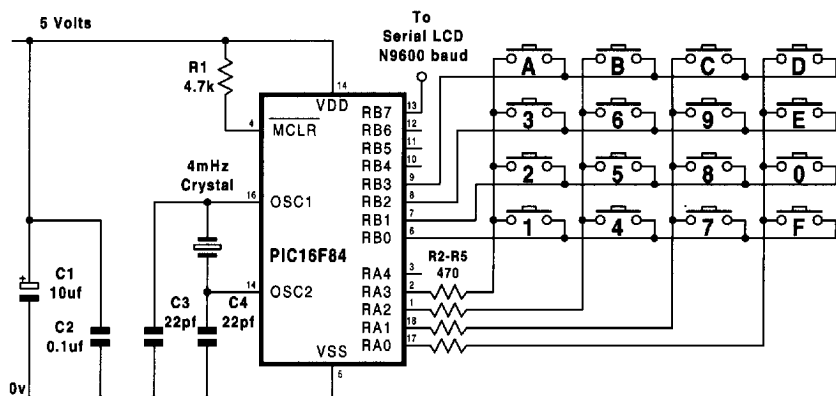 5 Volts
To
Serial LCD
N9600 baud
R1
4.7k
14
VDD
4
MCLR
4mHz
Crystal
16
OSC1
PIC16F84
14
OSC2
VSS
5
RB7
13
RB6
12
RB5
11
RB4
10
RB3
9
RB2
8
RB1
7
RB0
6
RA4
3
RA3
2
RA2
1
RA1
18
RA0
17
R2-R5
470
A B C D
3 6 9 E
2 5 8 0
1 4 7 F
+
C1
10uf
C2
0.1uf
C3
22pf
C4
22pf
0v